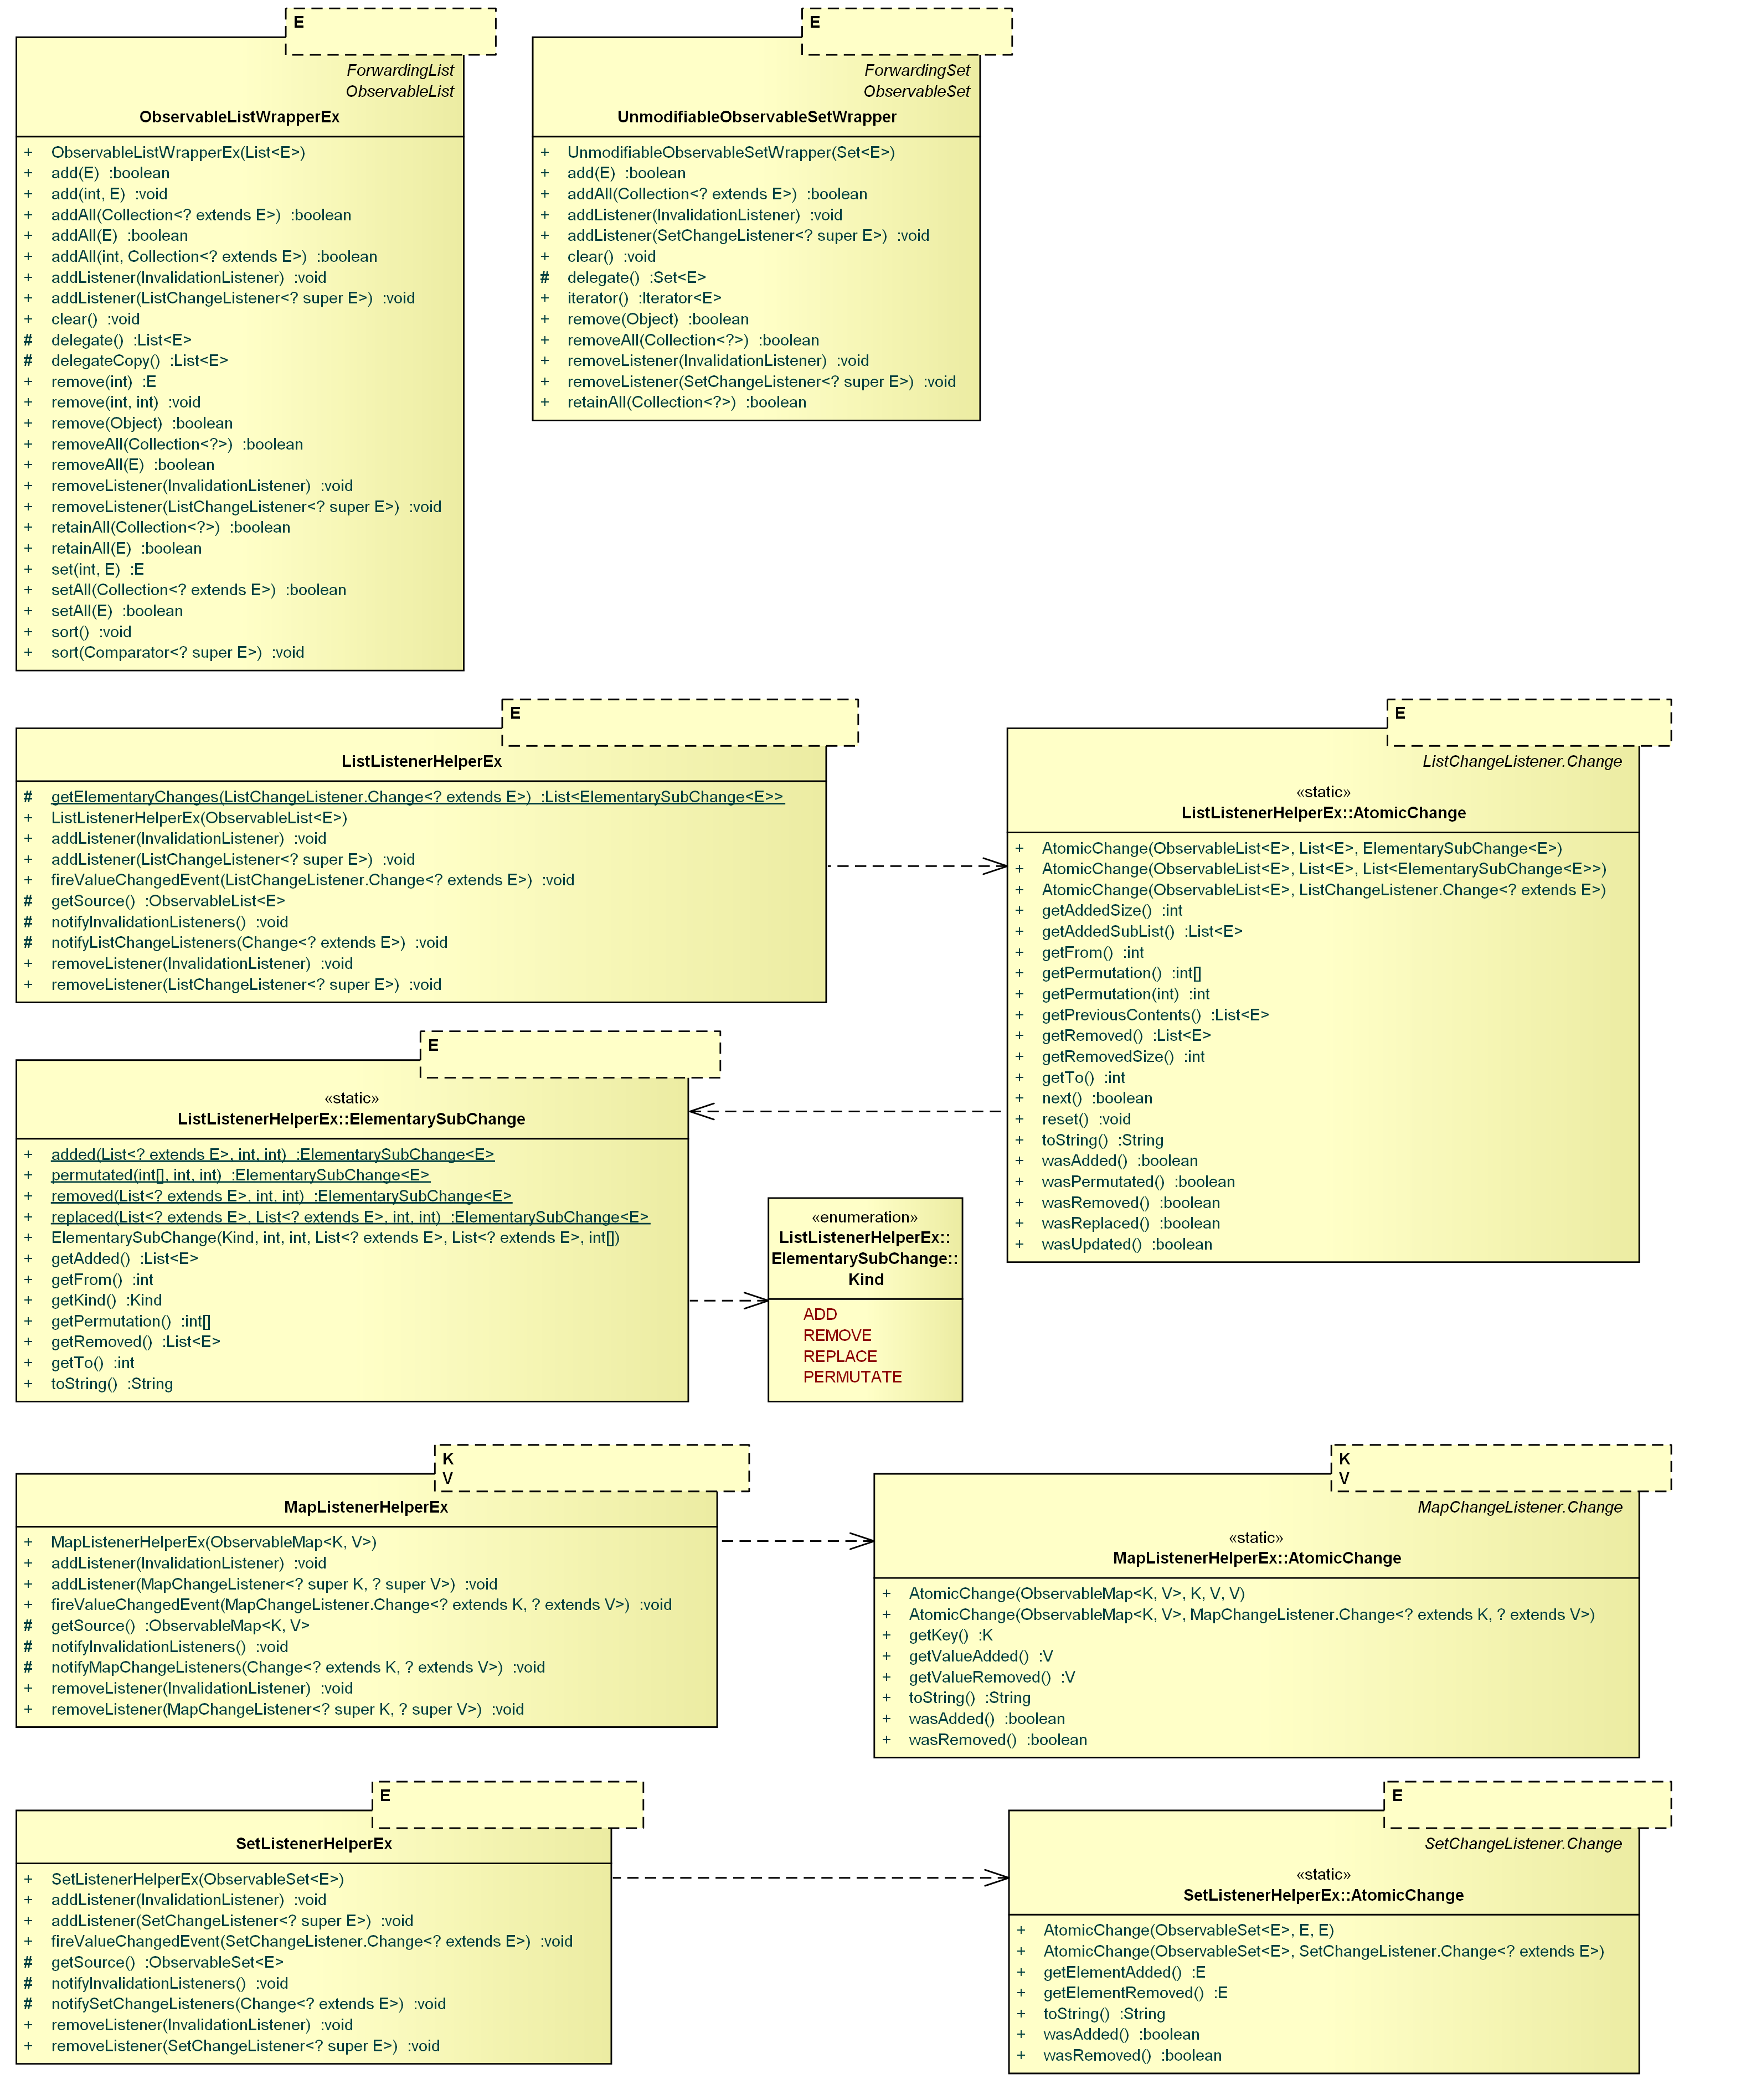 E
ForwardingList
ObservableList
ObservableListWrapperEx
+ ObservableListWrapperEx(List<E>)
+ add(E) :boolean
+ add(int, E) :void
+ addAll(Collection<? extends E>) :boolean
+ addAll(E) :boolean
+ addAll(int, Collection<? extends E>) :boolean
+ addListener(InvalidationListener) :void
+ addListener(ListChangeListener<? super E>) :void
+ clear() :void
# delegate() :List<E>
# delegateCopy() :List<E>
+ remove(int) :E
+ remove(int, int) :void
+ remove(Object) :boolean
+ removeAll(Collection<?>) :boolean
+ removeAll(E) :boolean
+ removeListener(InvalidationListener) :void
+ removeListener(ListChangeListener<? super E>) :void
+ retainAll(Collection<?>) :boolean
+ retainAll(E) :boolean
+ set(int, E) :E
+ setAll(Collection<? extends E>) :boolean
+ setAll(E) :boolean
+ sort() :void
+ sort(Comparator<? super E>) :void
E
ForwardingSet
ObservableSet
UnmodifiableObservableSetWrapper
+ UnmodifiableObservableSetWrapper(Set<E>)
+ add(E) :boolean
+ addAll(Collection<? extends E>) :boolean
+ addListener(InvalidationListener) :void
+ addListener(SetChangeListener<? super E>) :void
+ clear() :void
# delegate() :Set<E>
+ iterator() :Iterator<E>
+ remove(Object) :boolean
+ removeAll(Collection<?>) :boolean
+ removeListener(InvalidationListener) :void
+ removeListener(SetChangeListener<? super E>) :void
+ retainAll(Collection<?>) :boolean
E
ListListenerHelperEx
# getElementaryChanges(ListChangeListener.Change<? extends E>) :List<ElementarySubChange<E>>
+ ListListenerHelperEx(ObservableList<E>)
+ addListener(InvalidationListener) :void
+ addListener(ListChangeListener<? super E>) :void
+ fireValueChangedEvent(ListChangeListener.Change<? extends E>) :void
# getSource() :ObservableList<E>
# notifyInvalidationListeners() :void
# notifyListChangeListeners(Change<? extends E>) :void
+ removeListener(InvalidationListener) :void
+ removeListener(ListChangeListener<? super E>) :void
E
ListChangeListener.Change
«static»
ListListenerHelperEx::AtomicChange
+ AtomicChange(ObservableList<E>, List<E>, ElementarySubChange<E>)
+ AtomicChange(ObservableList<E>, List<E>, List<ElementarySubChange<E>>)
+ AtomicChange(ObservableList<E>, ListChangeListener.Change<? extends E>)
+ getAddedSize() :int
+ getAddedSubList() :List<E>
+ getFrom() :int
+ getPermutation() :int[]
+ getPermutation(int) :int
+ getPreviousContents() :List<E>
+ getRemoved() :List<E>
+ getRemovedSize() :int
+ getTo() :int
+ next() :boolean
+ reset() :void
+ toString() :String
+ wasAdded() :boolean
+ wasPermutated() :boolean
+ wasRemoved() :boolean
+ wasReplaced() :boolean
+ wasUpdated() :boolean
E
«static»
ListListenerHelperEx::ElementarySubChange
+ added(List<? extends E>, int, int) :ElementarySubChange<E>
+ permutated(int[], int, int) :ElementarySubChange<E>
+ removed(List<? extends E>, int, int) :ElementarySubChange<E>
+ replaced(List<? extends E>, List<? extends E>, int, int) :ElementarySubChange<E>
+ ElementarySubChange(Kind, int, int, List<? extends E>, List<? extends E>, int[])
+ getAdded() :List<E>
+ getFrom() :int
+ getKind() :Kind
+ getPermutation() :int[]
+ getRemoved() :List<E>
+ getTo() :int
+ toString() :String
«enumeration»
ListListenerHelperEx::
ElementarySubChange::
Kind
ADD
REMOVE
REPLACE
PERMUTATE
K
V
MapListenerHelperEx
+ MapListenerHelperEx(ObservableMap<K, V>)
+ addListener(InvalidationListener) :void
+ addListener(MapChangeListener<? super K, ? super V>) :void
+ fireValueChangedEvent(MapChangeListener.Change<? extends K, ? extends V>) :void
# getSource() :ObservableMap<K, V>
# notifyInvalidationListeners() :void
# notifyMapChangeListeners(Change<? extends K, ? extends V>) :void
+ removeListener(InvalidationListener) :void
+ removeListener(MapChangeListener<? super K, ? super V>) :void
K
V
MapChangeListener.Change
«static»
MapListenerHelperEx::AtomicChange
+ AtomicChange(ObservableMap<K, V>, K, V, V)
+ AtomicChange(ObservableMap<K, V>, MapChangeListener.Change<? extends K, ? extends V>)
+ getKey() :K
+ getValueAdded() :V
+ getValueRemoved() :V
+ toString() :String
+ wasAdded() :boolean
+ wasRemoved() :boolean
E
SetListenerHelperEx
+ SetListenerHelperEx(ObservableSet<E>)
+ addListener(InvalidationListener) :void
+ addListener(SetChangeListener<? super E>) :void
+ fireValueChangedEvent(SetChangeListener.Change<? extends E>) :void
# getSource() :ObservableSet<E>
# notifyInvalidationListeners() :void
# notifySetChangeListeners(Change<? extends E>) :void
+ removeListener(InvalidationListener) :void
+ removeListener(SetChangeListener<? super E>) :void
E
SetChangeListener.Change
«static»
SetListenerHelperEx::AtomicChange
+ AtomicChange(ObservableSet<E>, E, E)
+ AtomicChange(ObservableSet<E>, SetChangeListener.Change<? extends E>)
+ getElementAdded() :E
+ getElementRemoved() :E
+ toString() :String
+ wasAdded() :boolean
+ wasRemoved() :boolean